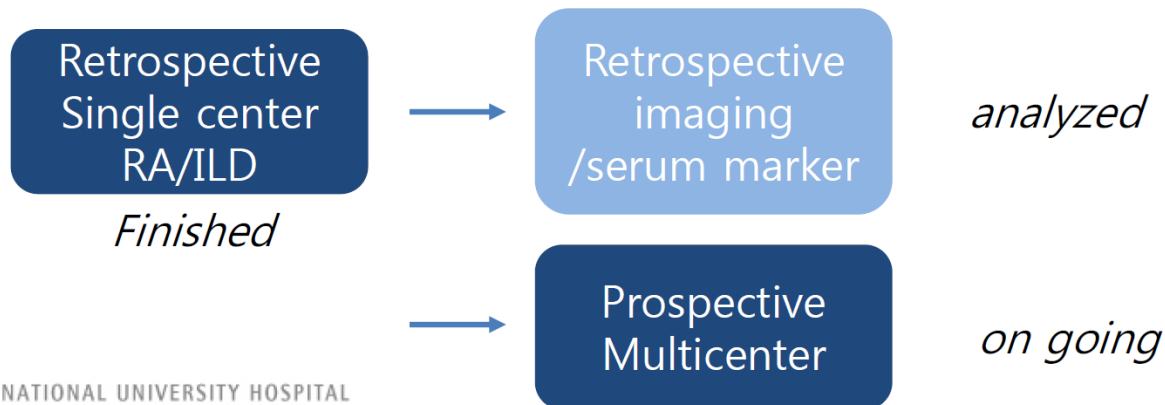 Retrospective
Single center
RA/ILD
Finished
Retrospective
imaging
/serum marker
analyzed
Prospective
Multicenter
on going
NATIONAL UNIVERSITY HOSPITAL